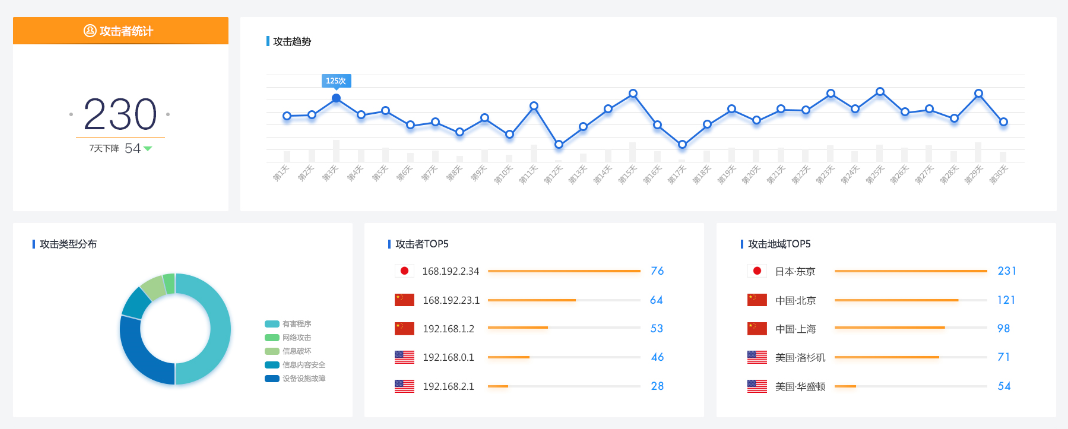 攻击者统计
230
7天下降 54
攻击趋势
125次
第1天 第2天 第3天 第4天 第5天 第6天 第7天 第8天 第9天 第10天 第11天 第12天 第13天 第14天 第15天 第16天 第17天 第18天 第19天 第20天 第21天 第22天 第23天 第24天 第25天 第26天 第27天 第28天 第29天 第30天
攻击类型分布
有害程序
网络攻击
信息破坏
信息内容安全
设备设施故障
攻击者TOP5
168.192.2.34 76
168.192.23.1 64
192.168.1.2 53
192.168.0.1 46
192.168.2.1 28
攻击地域TOP5
日本·东京 231
中国·北京 121
中国·上海 98
美国·洛杉矶 71
美国·华盛顿 54